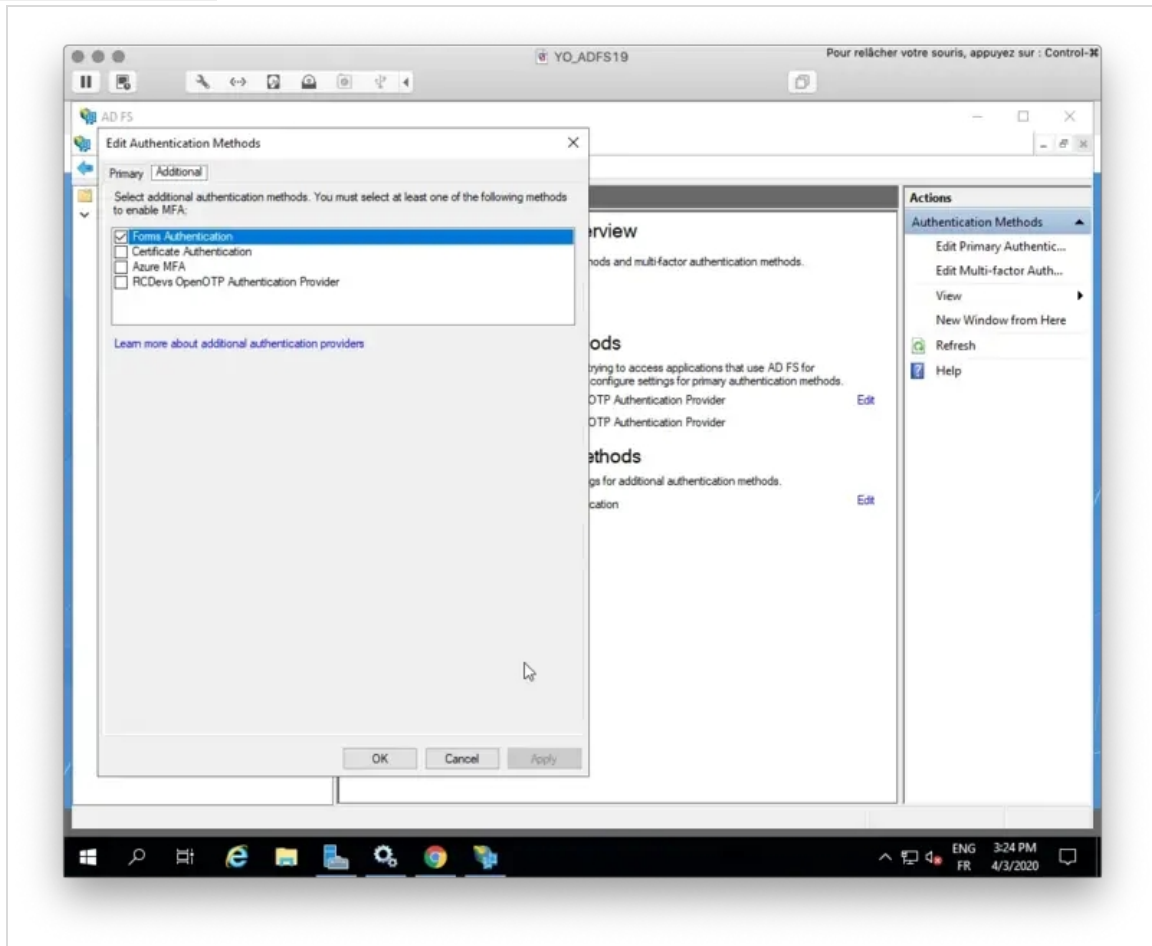 YO_ADFS19
Pour relâcher votre souris, appuyez sur : Control-⌘
AD FS
Edit Authentication Methods
Primary
Additional
Select additional authentication methods. You must select at least one of the following methods
to enable MFA:
Forms Authentication
Certificate Authentication
Azure MFA
RCDevs OpenOTP Authentication Provider
Learn more about additional authentication providers
OK
Cancel
Apply
erview
hods and multi-factor authentication methods.
ods
trying to access applications that use AD FS for
configure settings for primary authentication methods.
OTP Authentication Provider
Edit
OTP Authentication Provider
ethods
gs for additional authentication methods.
cation
Edit
Actions
Authentication Methods
Edit Primary Authentic...
Edit Multi-factor Auth...
View
New Window from Here
Refresh
Help
ENG
FR
3:24 PM
4/3/2020